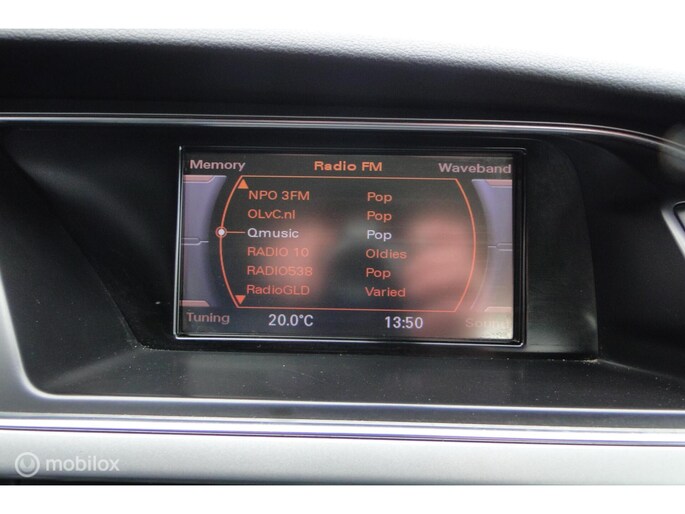 Memory Radio FM Waveband
NPO 3FM Pop
OLvC.nl Pop
Qmusic Pop
RADIO 10 Oldies
RADIO538 Pop
RadioGLD Varied
Tuning 20.0°C 13:50 Sound
mobilox